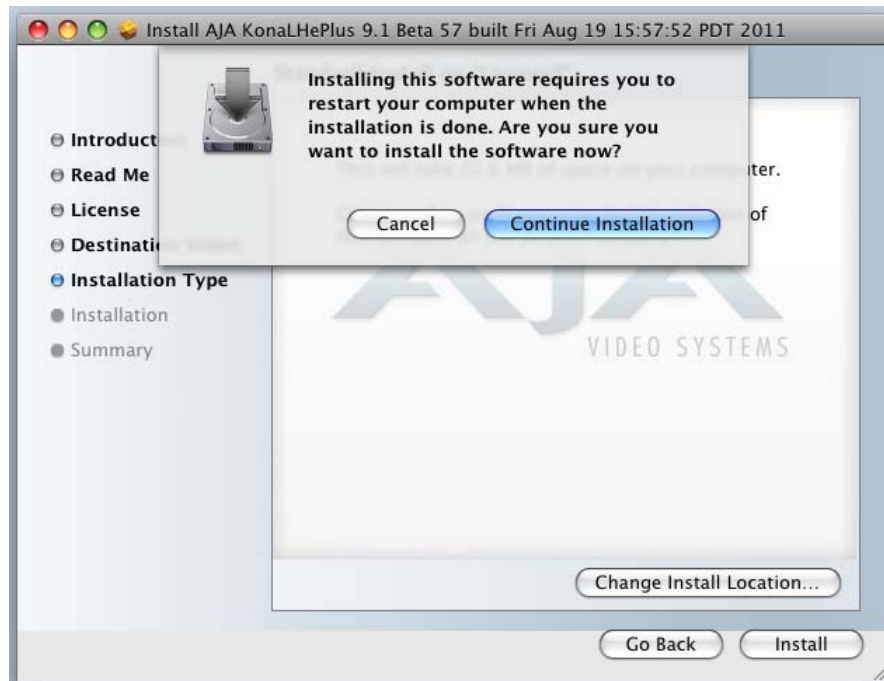 Install AJA KonaLHePlus 9.1 Beta 57 built Fri Aug 19 15:57:52 PDT 2011
Installing this software requires you to
restart your computer when the
installation is done. Are you sure you
want to install the software now?
Cancel
Continue Installation
Introduct
Read Me
License
Destinati
Installation Type
Installation
Summary
uter.
of
AJA
VIDEO SYSTEMS
Change Install Location...
Go Back
Install